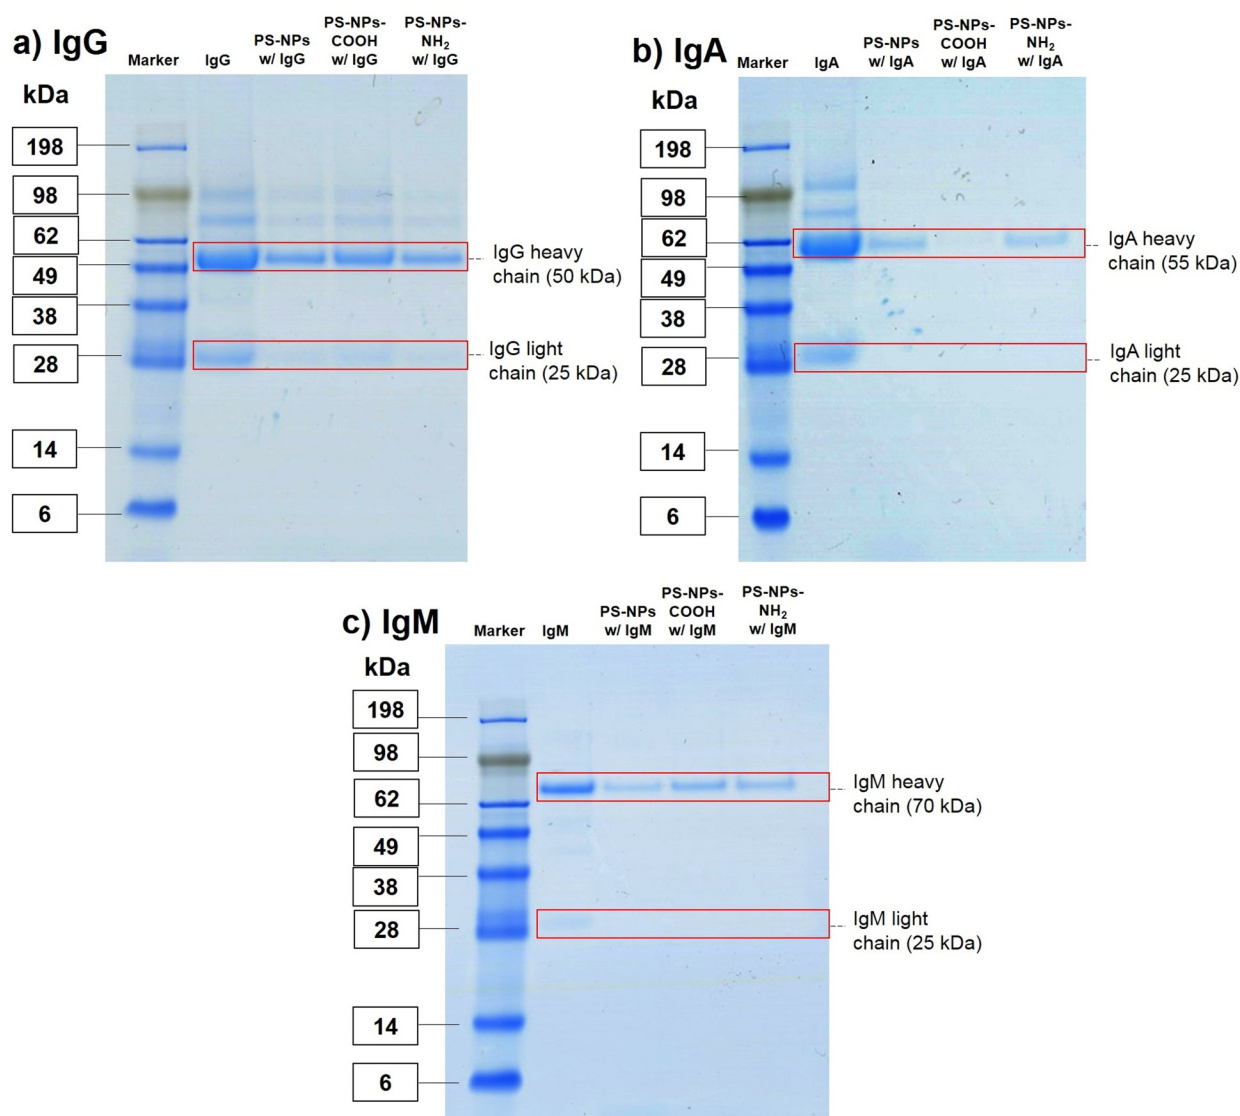 a) IgG
kDa
Marker
IgG
PS-NPs
w/ IgG
PS-NPs-
COOH
w/ IgG
PS-NPs-
NH2
w/ IgG
198
98
62
49
38
28
14
6
IgG heavy
chain (50 kDa)
IgG light
chain (25 kDa)
b) IgA
kDa
Marker
IgA
PS-NPs
w/ IgA
PS-NPs-
COOH
w/ IgA
PS-NPs-
NH2
w/ IgA
198
98
62
49
38
28
14
6
IgA heavy
chain (55 kDa)
IgA light
chain (25 kDa)
c) IgM
kDa
Marker
IgM
PS-NPs
w/ IgM
PS-NPs-
COOH
w/ IgM
PS-NPs-
NH2
w/ IgM
198
98
62
49
38
28
14
6
IgM heavy
chain (70 kDa)
IgM light
chain (25 kDa)